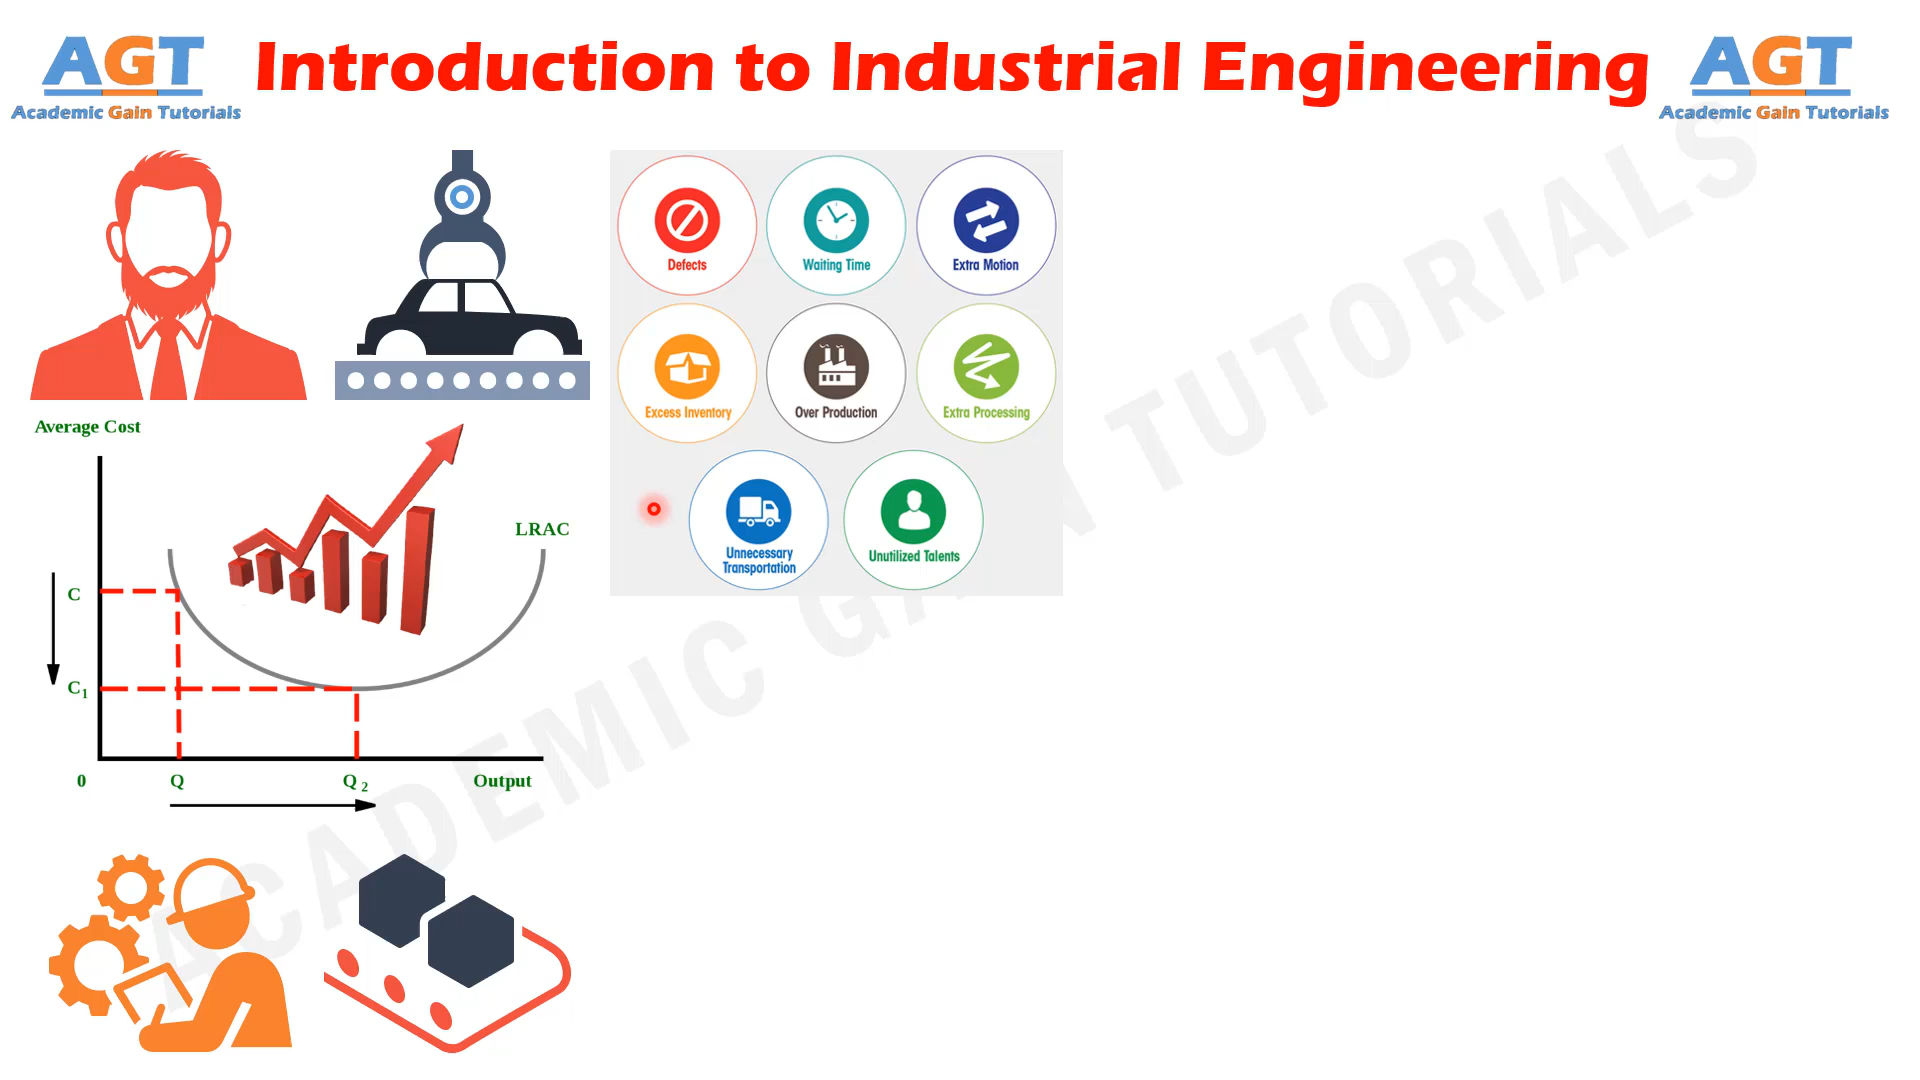 AGT
Academic Gain Tutorials
Introduction to Industrial Engineering
AGT
Academic Gain Tutorials
Defects
Waiting Time
Extra Motion
Excess Inventory
Over Production
Extra Processing
Unnecessary
Transportation
Unutilized Talents
Average Cost
LRAC
C
C1
0
Q
Q 2
Output
ACADEMIC GAIN TUTORIALS